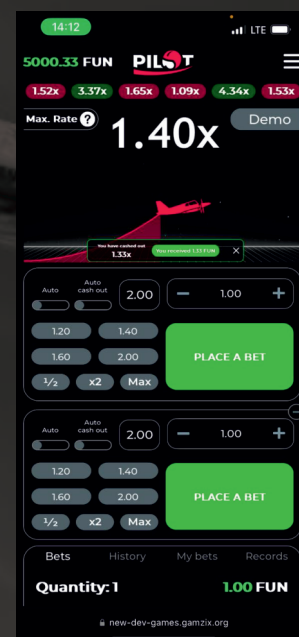 14:12 LTE
5000.33 FUN PILOT
1.52x 3.37x 1.65x 1.09x 4.34x 1.53x
Max. Rate ? Demo
1.40x
You have cashed out
1.33x
You received 1.33 FUN
Auto Auto cash out 2.00 1.00
1.20 1.40
1.60 2.00 PLACE A BET
1/2 x2 Max
Auto Auto cash out 2.00 1.00
1.20 1.40
1.60 2.00 PLACE A BET
1/2 x2 Max
Bets History My bets Records
Quantity: 1 1.00 FUN
new-dev-games.gamzix.org